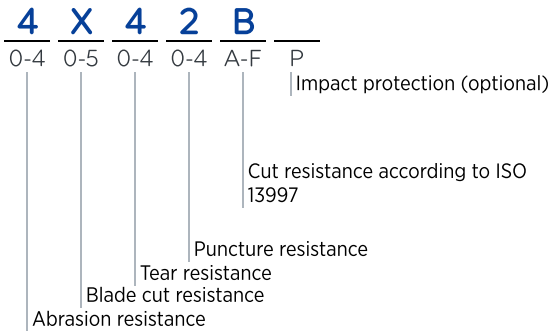 4 X 4 2 B
0-4 0-5 0-4 0-4 A-F P
Impact protection (optional)
Cut resistance according to ISO
13997
Puncture resistance
Tear resistance
Blade cut resistance
Abrasion resistance